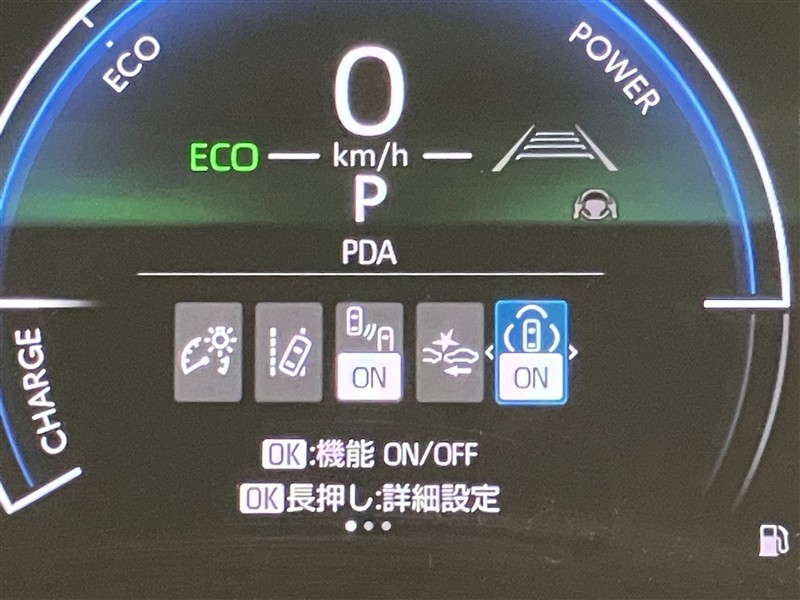 ECO
POWER
0
ECO km/h
P
PDA
ON
ON
OK:機能 ON/OFF
OK長押し:詳細設定
CHARGE